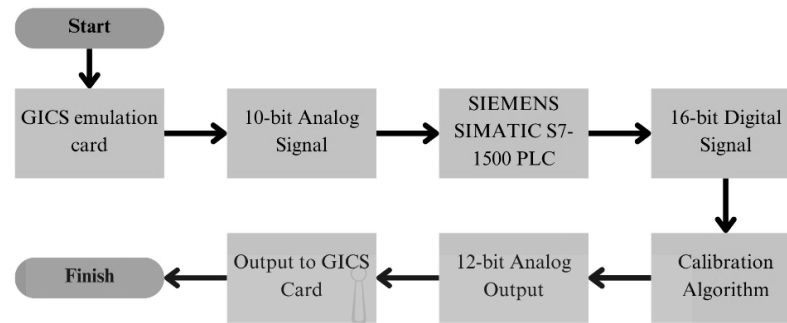 Start
GICS emulation
card
10-bit Analog
Signal
SIEMENS
SIMATIC S7-
1500 PLC
16-bit Digital
Signal
Calibration
Algorithm
12-bit Analog
Output
Output to GICS
Card
Finish